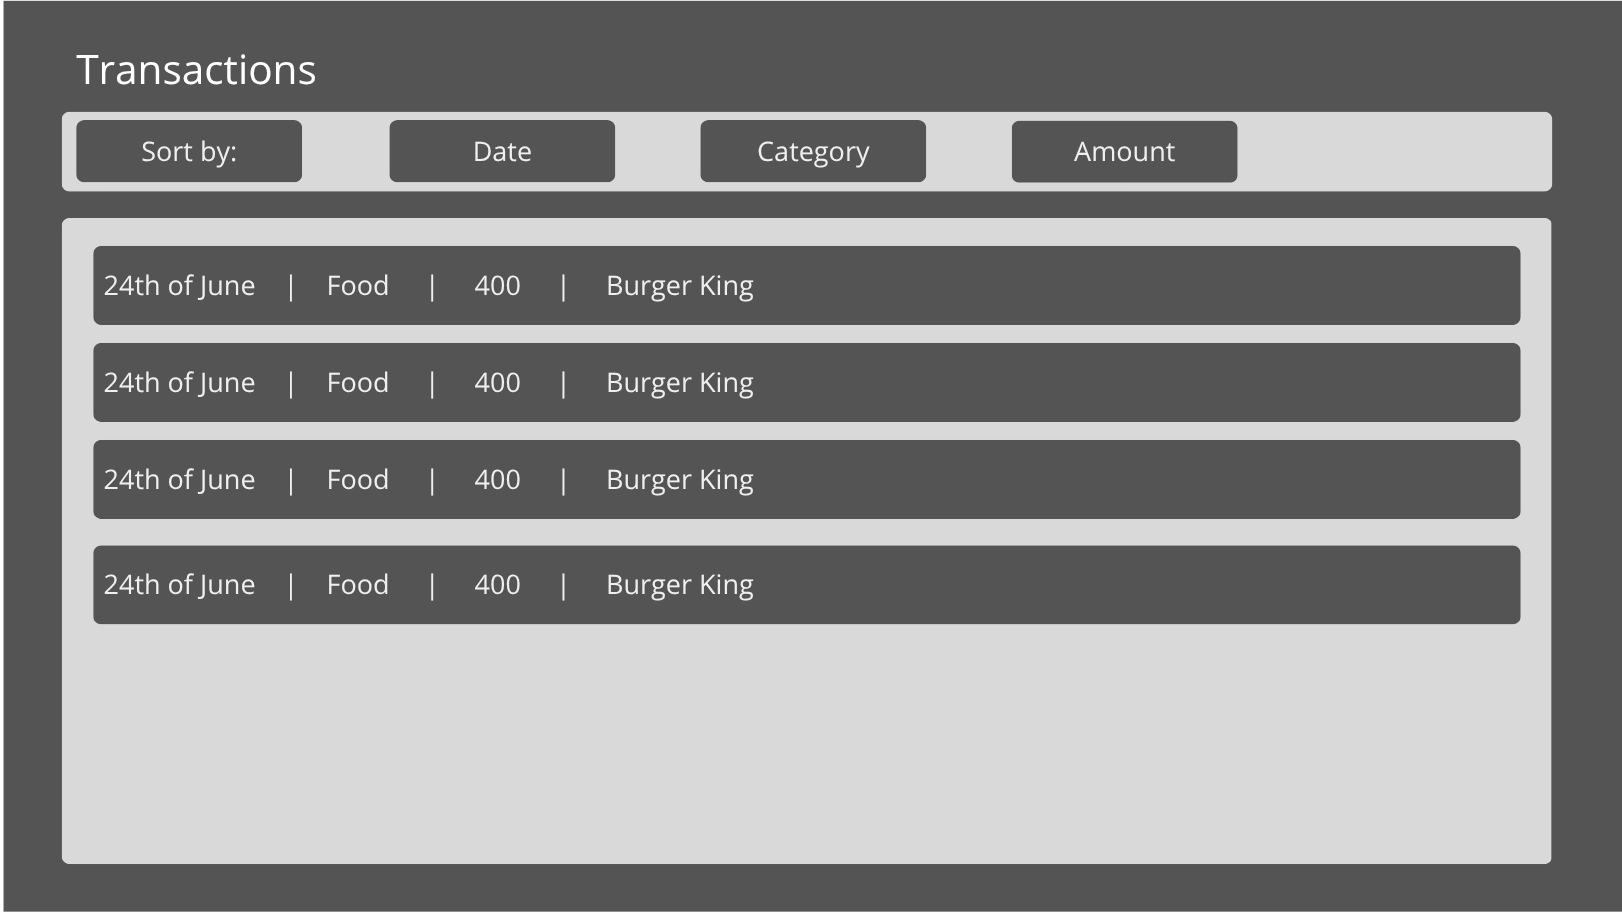 Transactions
Sort by: Date Category Amount
24th of June | Food | 400 | Burger King
24th of June | Food | 400 | Burger King
24th of June | Food | 400 | Burger King
24th of June | Food | 400 | Burger King